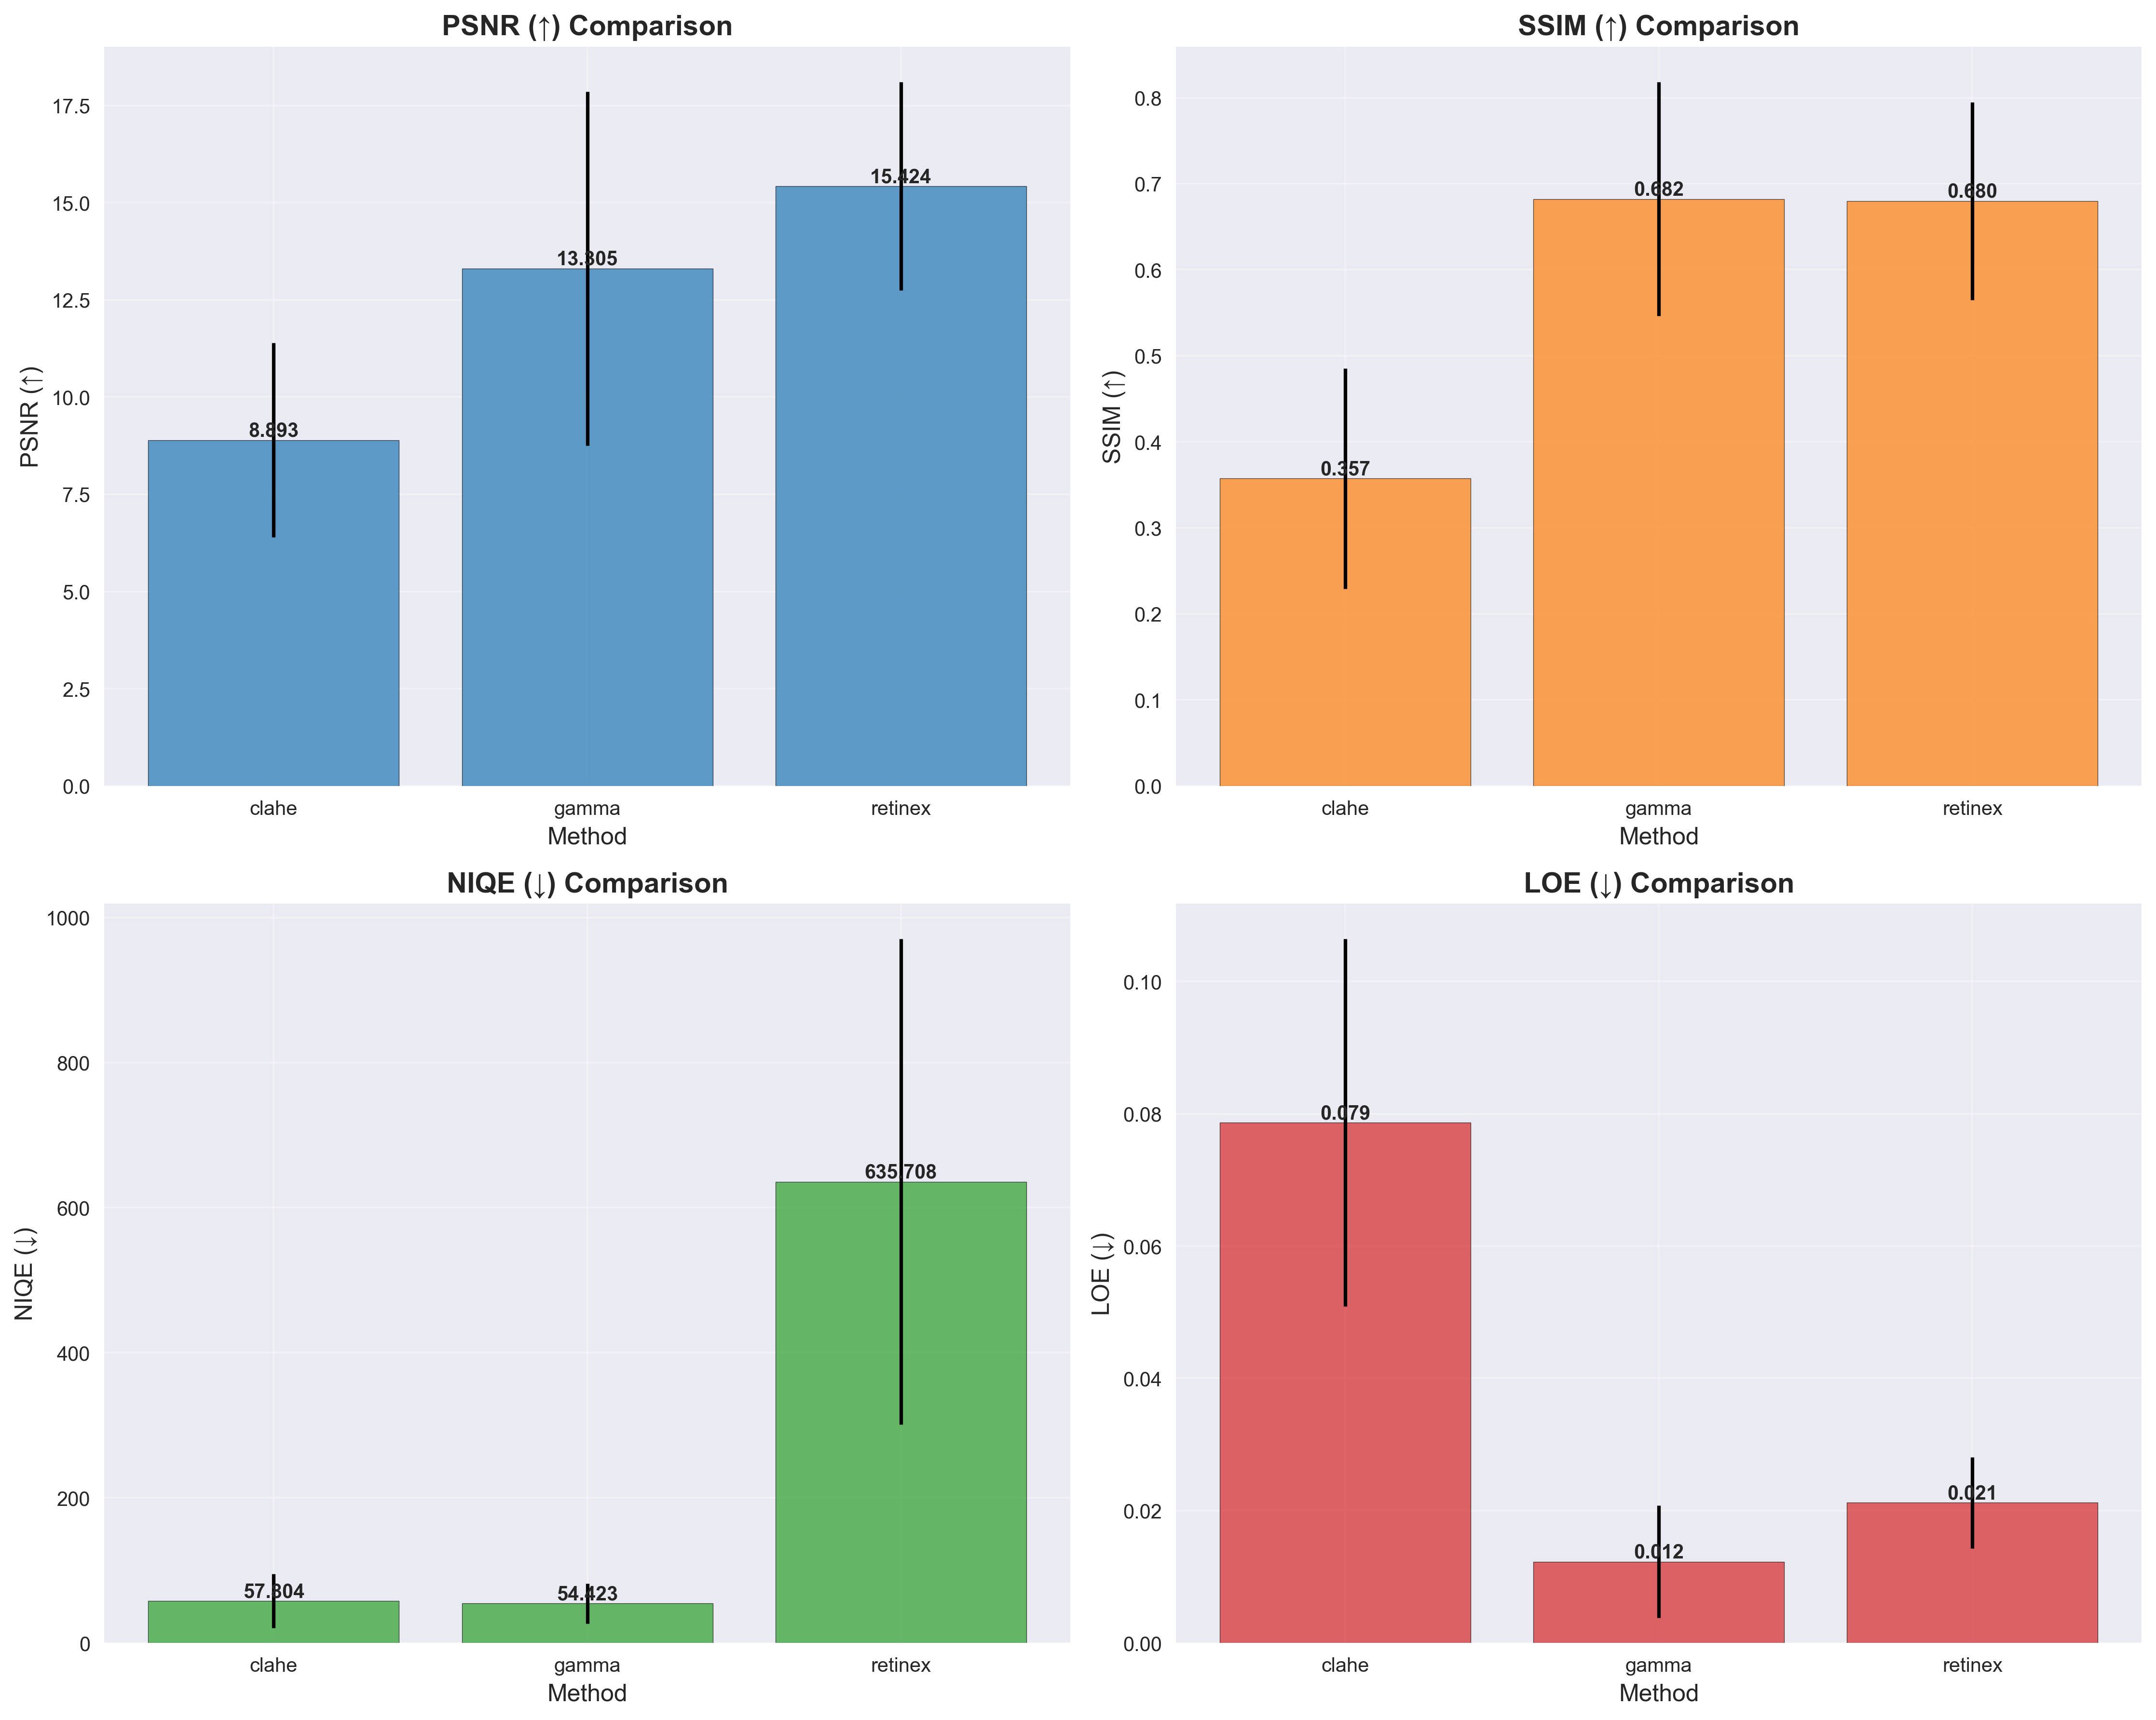 PSNR (↑) Comparison
PSNR (↑)
17.5
15.0
12.5
10.0
7.5
5.0
2.5
0.0
8.893
13.305
15.424
clahe
gamma
retinex
Method
SSIM (↑) Comparison
SSIM (↑)
0.8
0.7
0.6
0.5
0.4
0.3
0.2
0.1
0.0
0.357
0.682
0.680
clahe
gamma
retinex
Method
NIQE (↓) Comparison
NIQE (↓)
1000
800
600
400
200
0
57.804
54.423
635.708
clahe
gamma
retinex
Method
LOE (↓) Comparison
LOE (↓)
0.10
0.08
0.06
0.04
0.02
0.00
0.079
0.012
0.021
clahe
gamma
retinex
Method